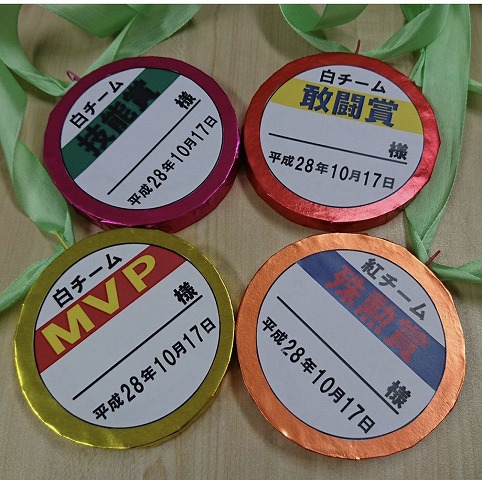 白チーム
技能賞
様
平成28年10月17日
白チーム
敢闘賞
様
平成28年10月17日
白チーム
MVP
様
平成28年10月17日
紅チーム
殊勲賞
様
平成28年10月17日